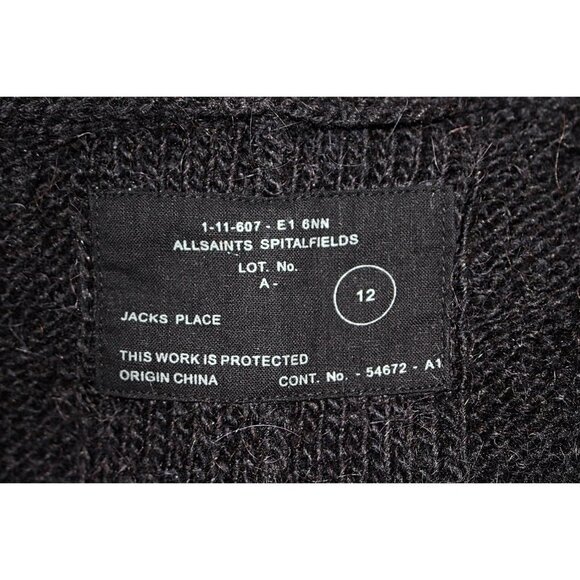 1-11-607 - E1 6NN
ALLSAINTS SPITALFIELDS
LOT. No.
A -
12
JACKS PLACE
THIS WORK IS PROTECTED
ORIGIN CHINA
CONT. No. - 54672 - A1